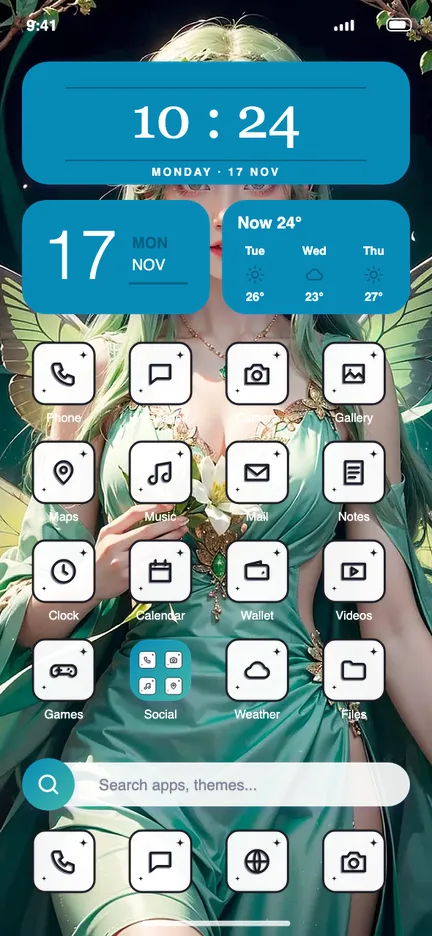 9:41
10 : 24
MONDAY · 17 NOV
17
MON
NOV
Now 24°
Tue Wed Thu
26° 23° 27°
Phone Gallery
Maps Music Mail Notes
Clock Calendar Wallet Videos
Games Social Weather Files
Search apps, themes...